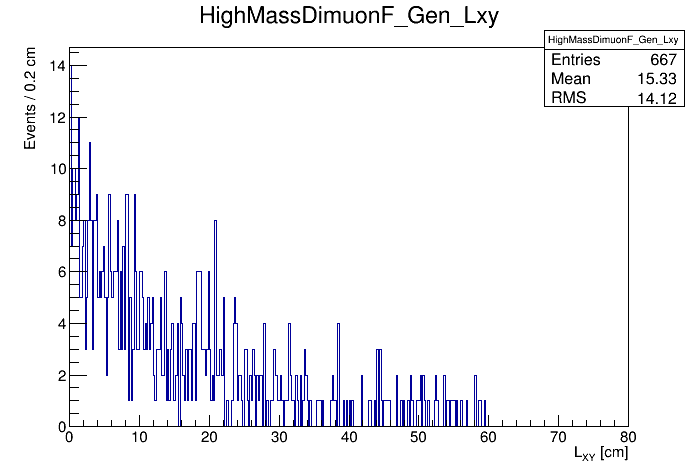 HighMassDimuonF_Gen_Lxy
HighMassDimuonF_Gen_Lxy
Entries 667
Mean 15.33
RMS 14.12
Events / 0.2 cm
14
12
10
8
6
4
2
0
0 10 20 30 40 50 60 70 80
L_XY [cm]